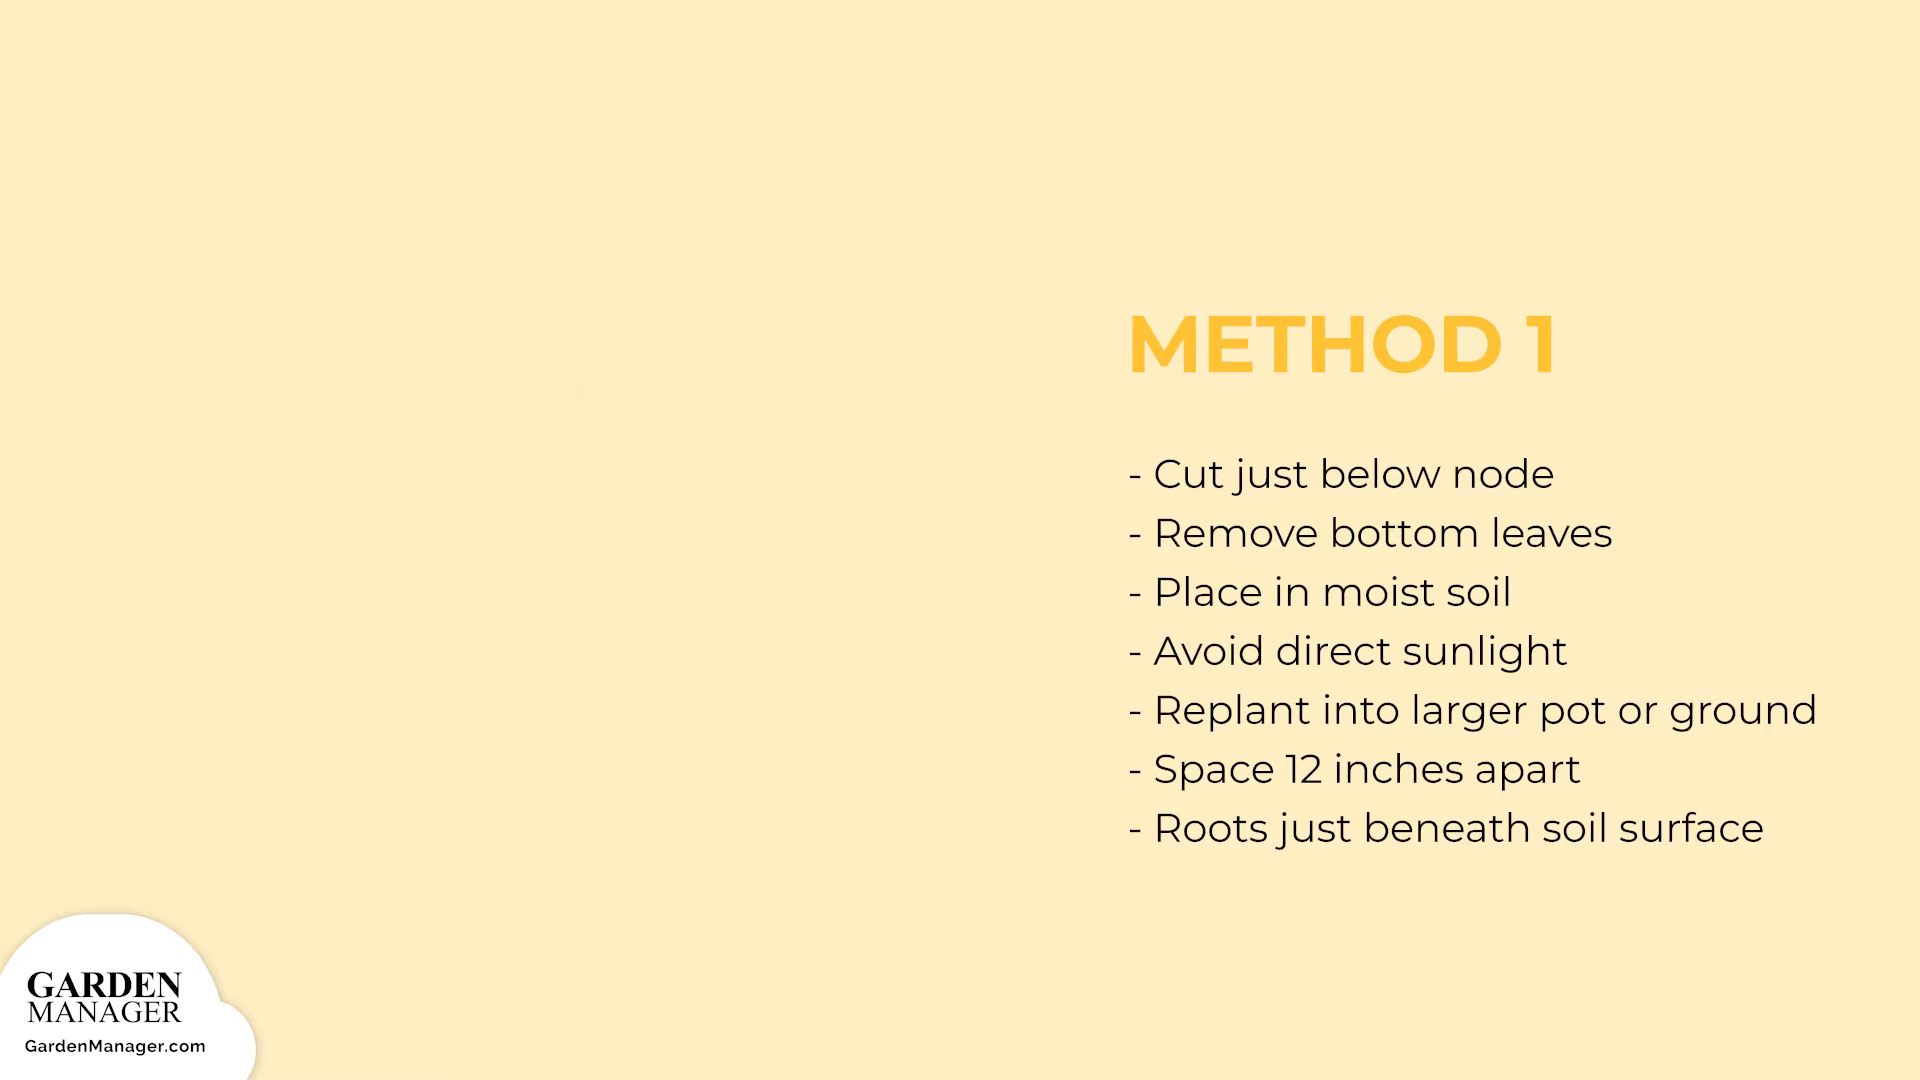 METHOD 1
- Cut just below node
- Remove bottom leaves
- Place in moist soil
- Avoid direct sunlight
- Replant into larger pot or ground
- Space 12 inches apart
- Roots just beneath soil surface
GARDEN
MANAGER
GardenManager.com